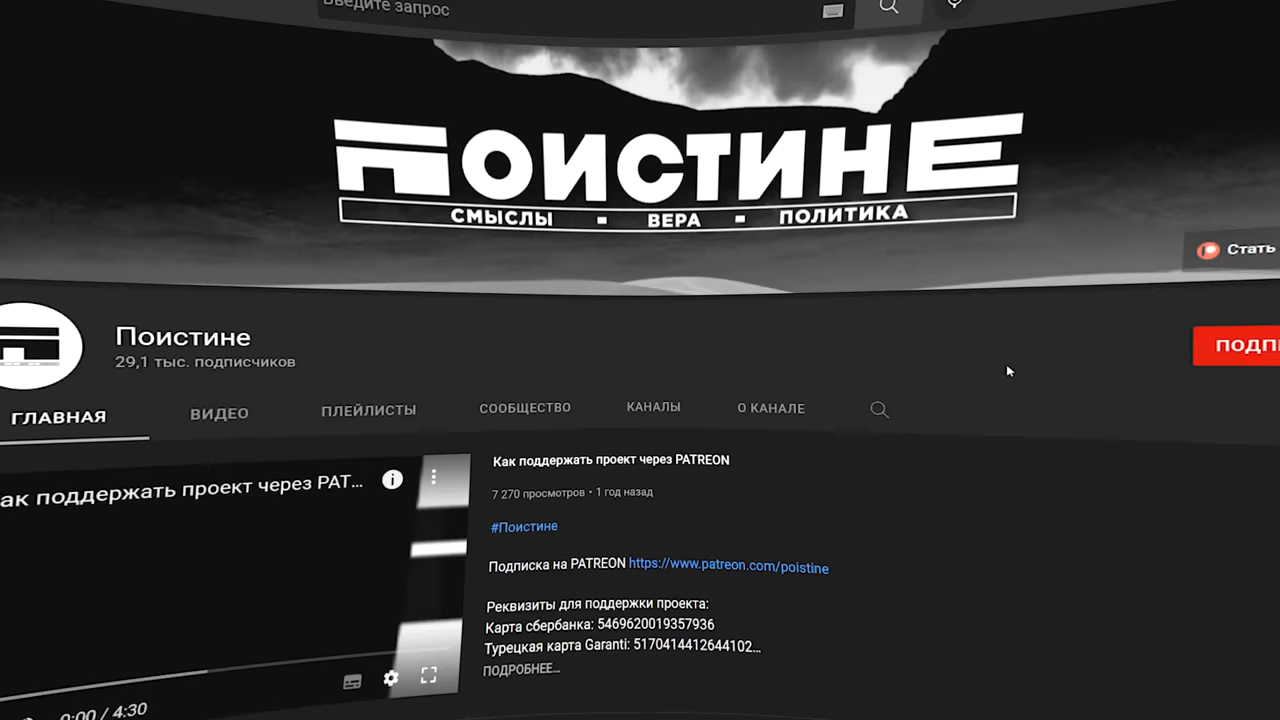 Введите запрос
ПОИСТИНЕ
СМЫСЛЫ - ВЕРА - ПОЛИТИКА
Стать
Поистине
29,1 тыс. подписчиков
ГЛАВНАЯ
ВИДЕО
ПЛЕЙЛИСТЫ
СООБЩЕСТВО
КАНАЛЫ
О КАНАЛЕ
ак поддержать проект через PAT...
Как поддержать проект через PATREON
7 270 просмотров • 1 год назад
#Поистине
Подписка на PATREON https://www.patreon.com/poistine
Реквизиты для поддержки проекта:
Карта сбербанка: 5469620019357936
Турецкая карта Garanti: 5170414412644102...
ПОДРОБНЕЕ...
0:00 / 4:30